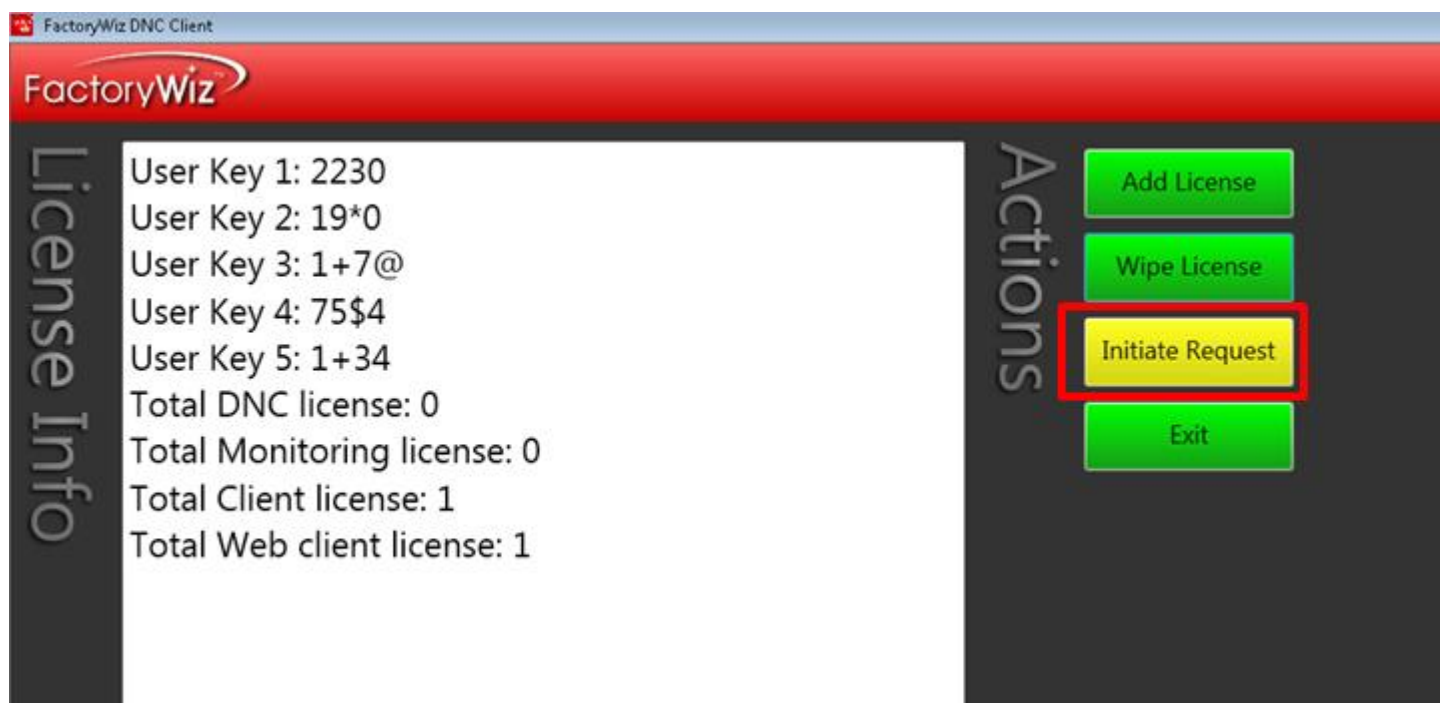 FactoryWiz DNC Client
FactoryWiz™
License Info
User Key 1: 2230
User Key 2: 19*0
User Key 3: 1+7@
User Key 4: 75$4
User Key 5: 1+34
Total DNC license: 0
Total Monitoring license: 0
Total Client license: 1
Total Web client license: 1
Actions
Add License
Wipe License
Initiate Request
Exit